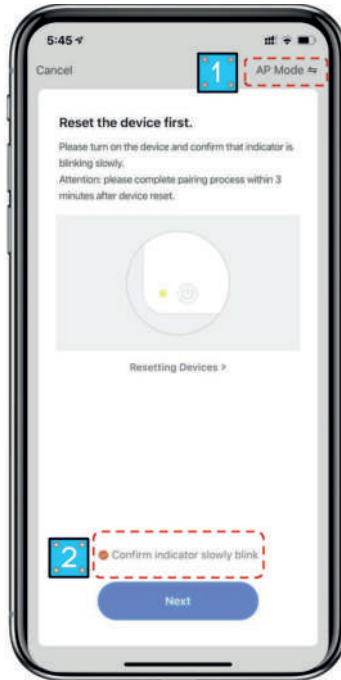 5:45
Cancel
1
AP Mode ⇋
Reset the device first.
Please turn on the device and confirm that indicator is
blinking slowly.
Attention: please complete pairing process within 3
minutes after device reset.
Resetting Devices >
2
Confirm indicator slowly blink
Next